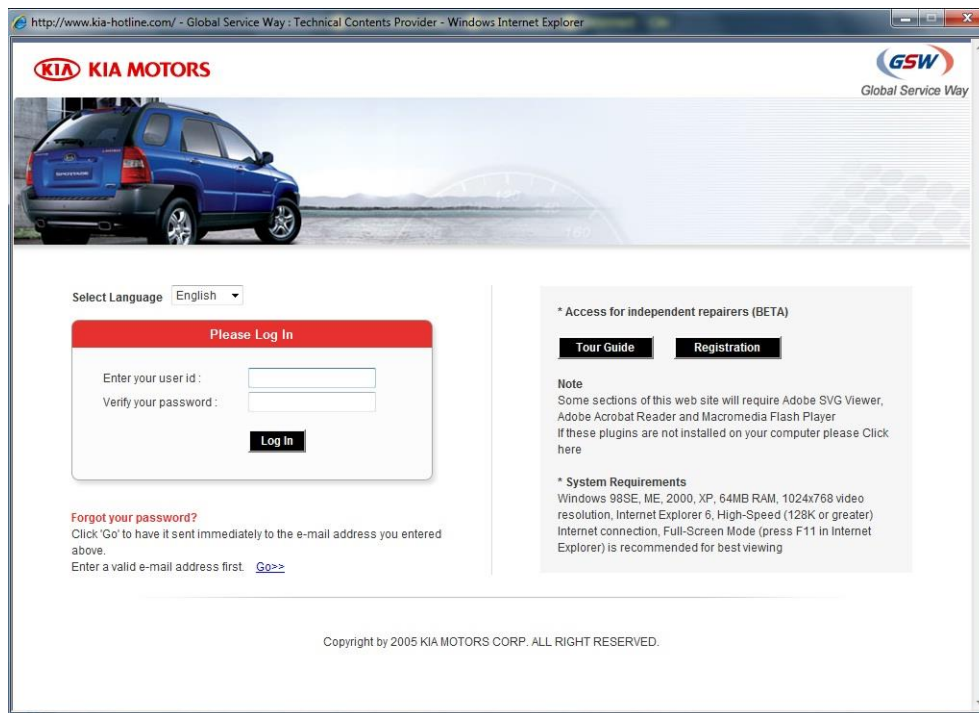 http://www.kia-hotline.com/ - Global Service Way : Technical Contents Provider - Windows Internet Explorer
KIA KIA MOTORS
GSW
Global Service Way
SPORTAGE
Select Language English
Please Log In
Enter your user id :
Verify your password :
Log In
Forgot your password?
Click 'Go' to have it sent immediately to the e-mail address you entered
above.
Enter a valid e-mail address first. Go>>
* Access for independent repairers (BETA)
Tour Guide Registration
Note
Some sections of this web site will require Adobe SVG Viewer,
Adobe Acrobat Reader and Macromedia Flash Player
If these plugins are not installed on your computer please Click
here
* System Requirements
Windows 98SE, ME, 2000, XP, 64MB RAM, 1024x768 video
resolution, Internet Explorer 6, High-Speed (128K or greater)
Internet connection, Full-Screen Mode (press F11 in Internet
Explorer) is recommended for best viewing
Copyright by 2005 KIA MOTORS CORP. ALL RIGHT RESERVED.